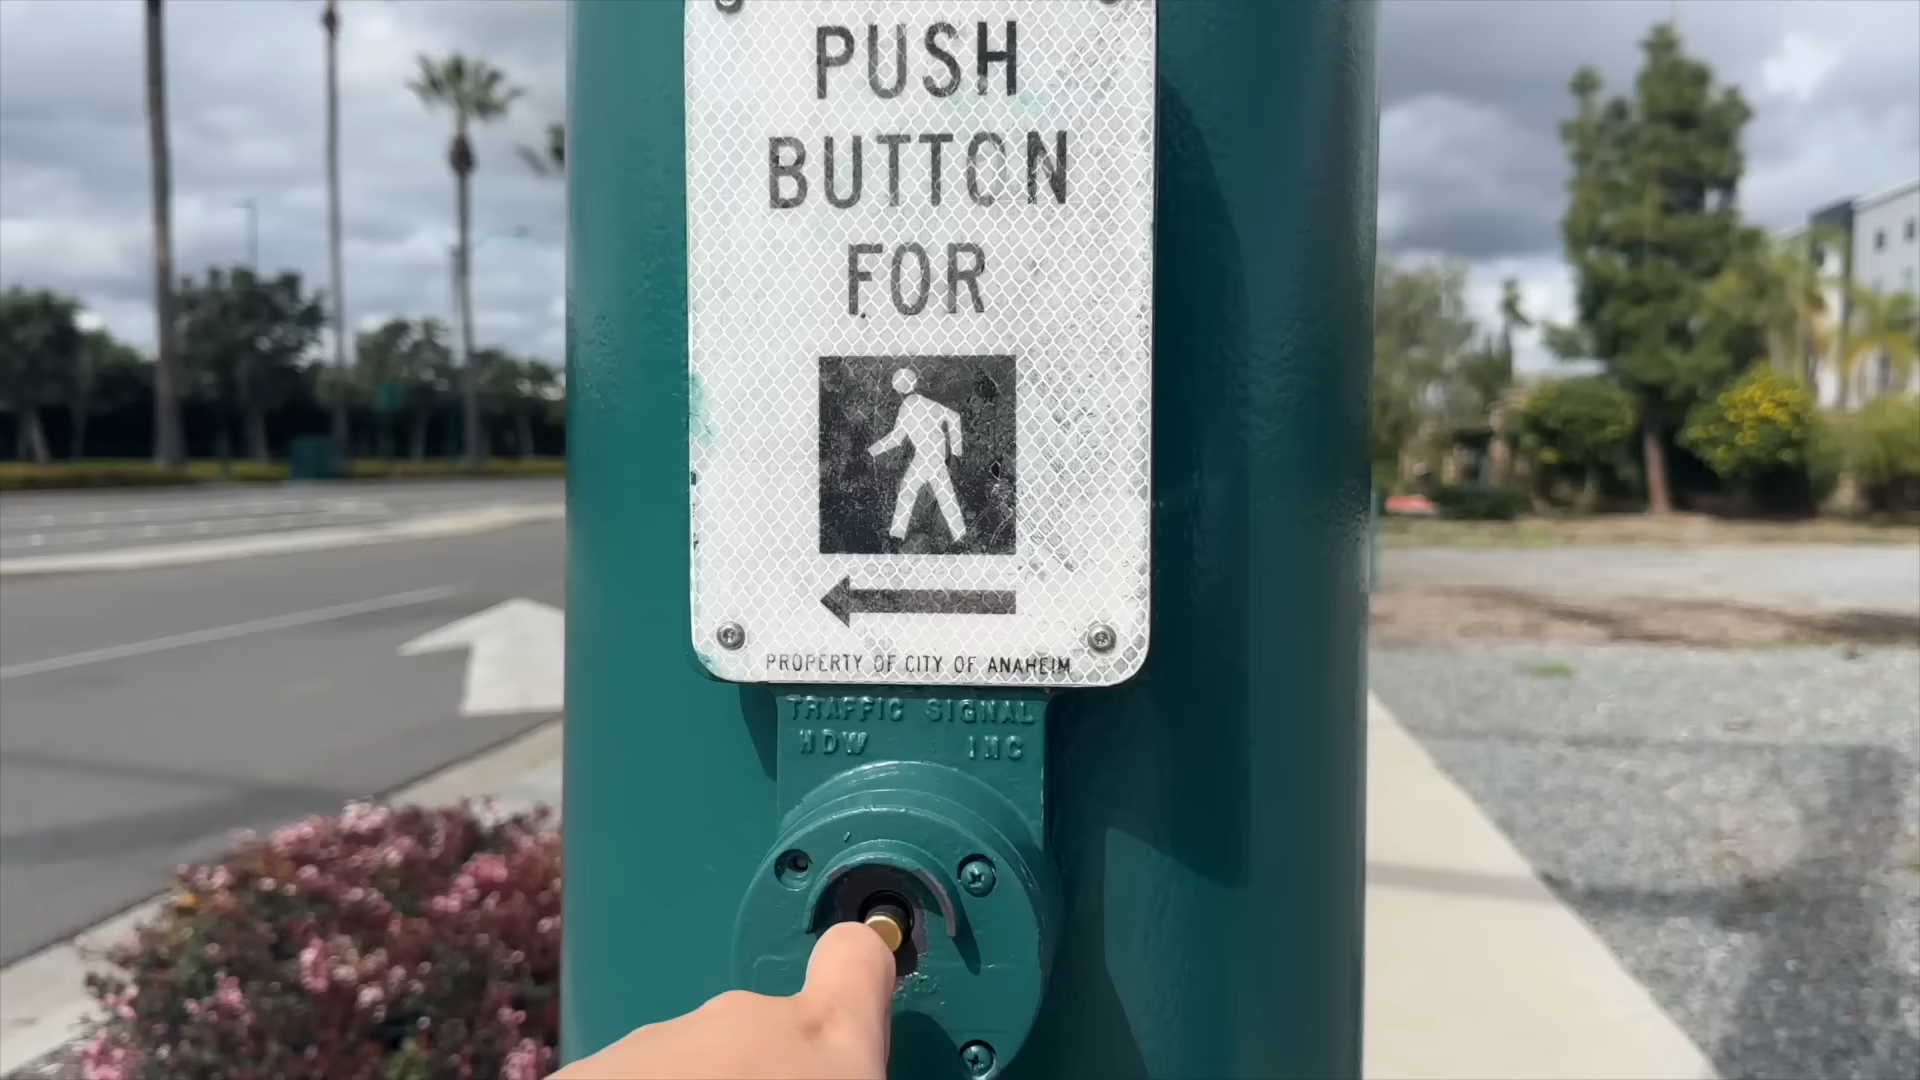 PUSH
BUTTON
FOR
PROPERTY OF CITY OF ANAHEIM
TRAFFIC SIGNAL
HDW INC